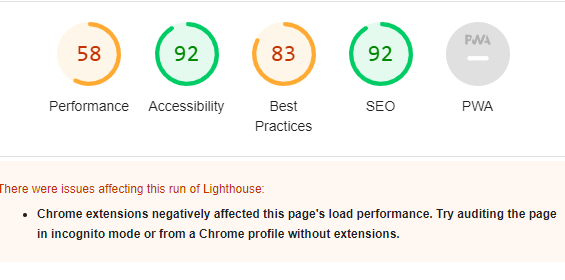 58
92
83
92
PWA
Performance
Accessibility
Best
Practices
SEO
PWA
There were issues affecting this run of Lighthouse:
Chrome extensions negatively affected this page's load performance. Try auditing the page
in incognito mode or from a Chrome profile without extensions.